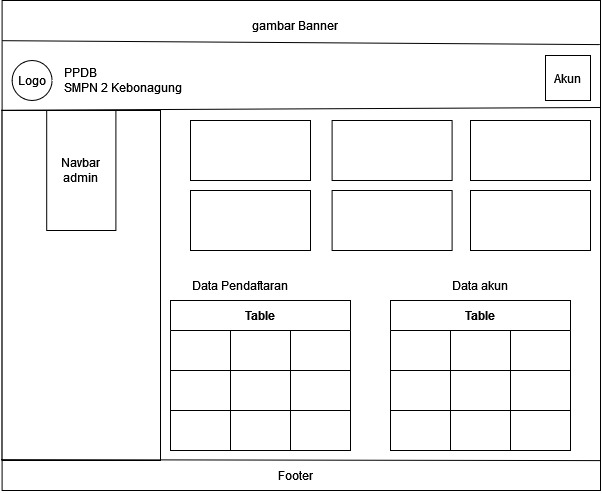 gambar Banner
Logo
PPDB
SMPN 2 Kebonagung
Akun
Navbar
admin
Data Pendaftaran
Data akun
Table
Table
Footer